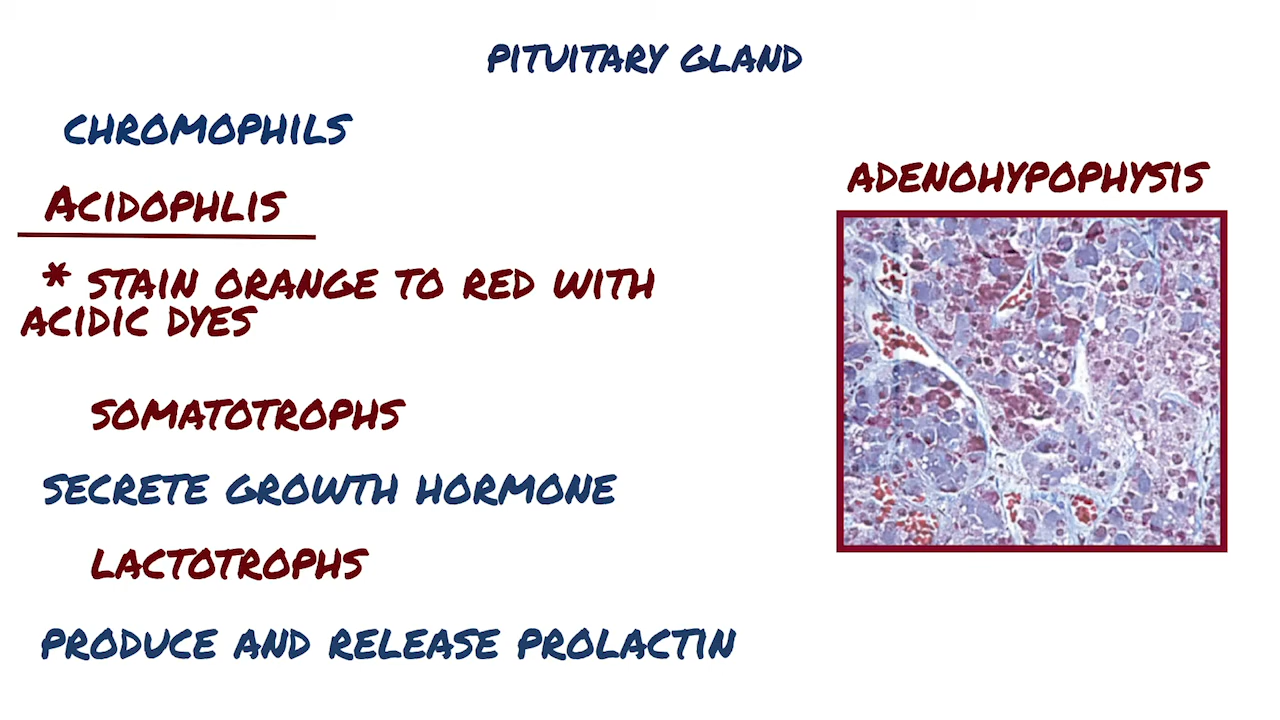 PITUITARY GLAND
CHROMOPHILS
ACIDOPHLIS
* STAIN ORANGE TO RED WITH
ACIDIC DYES
SOMATOTROPHS
SECRETE GROWTH HORMONE
LACTOTROPHS
PRODUCE AND RELEASE PROLACTIN
ADENOHYPOPHYSIS